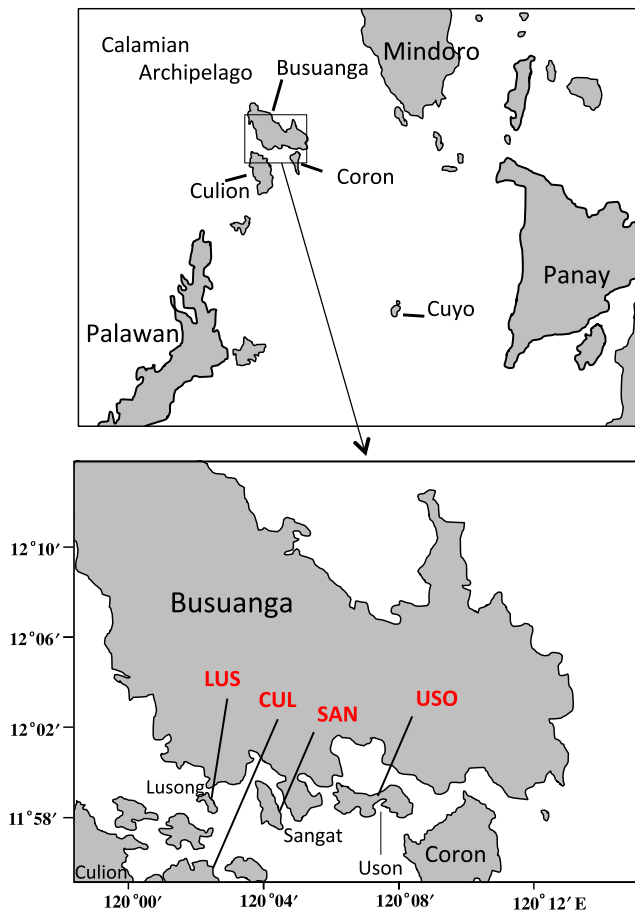 Calamian
Archipelago
Busuanga
Mindoro
Culion
Coron
Panay
Cuyo
Palawan
12˚10′
Busuanga
12˚06′
LUS
CUL
SAN
USO
12˚02′
Lusong
11˚58′
Sangat
Culion
Uson
Coron
120˚00′
120˚04′
120˚08′
120˚12′ E